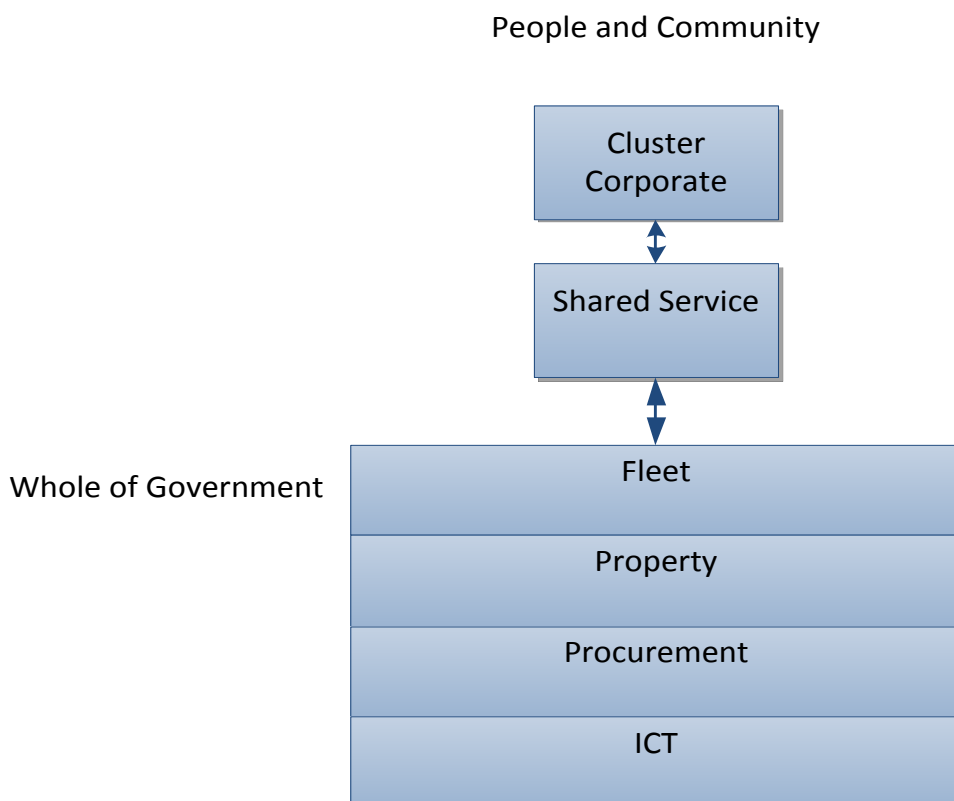 People and Community
Cluster
Corporate
Shared Service
Fleet
Whole of Government
Property
Procurement
ICT